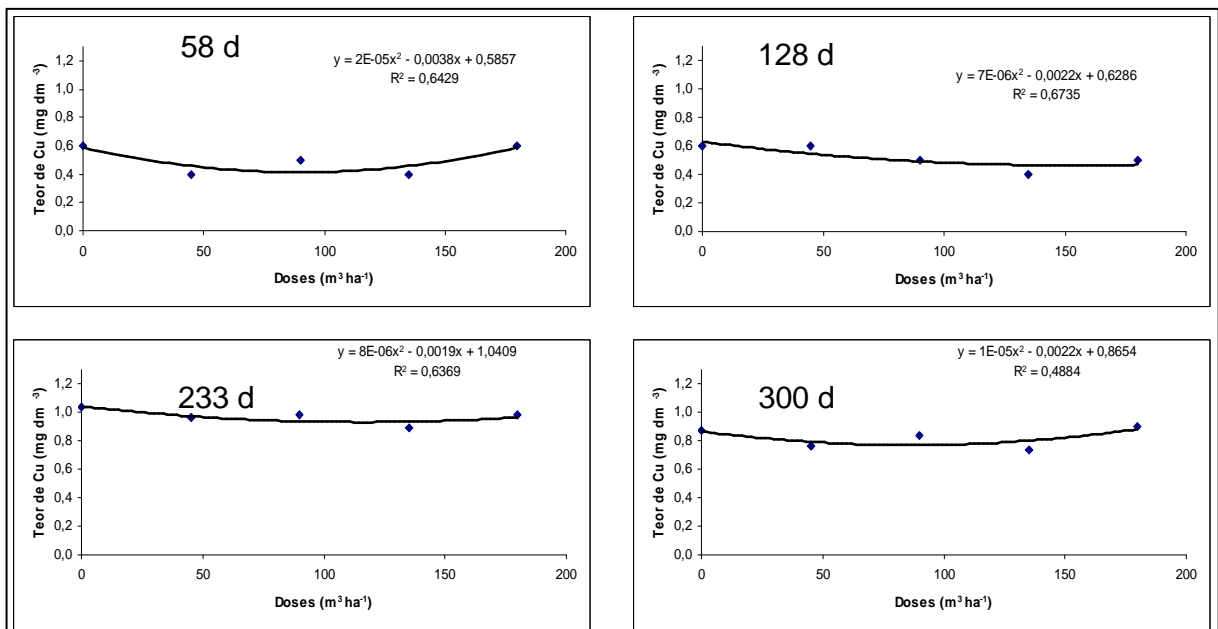 58 d
y = 2E-05x² - 0,0038x + 0,5857
R² = 0,6429
Teor de Cu (mg dm ⁻³)
1,2
1,0
0,8
0,6
0,4
0,2
0,0
0 50 100 150 200
Doses (m³ ha⁻¹)
128 d
y = 7E-06x² - 0,0022x + 0,6286
R² = 0,6735
Teor de Cu (mg dm ⁻³)
1,2
1,0
0,8
0,6
0,4
0,2
0,0
0 50 100 150 200
Doses (m³ ha⁻¹)
y = 8E-06x² - 0,0019x + 1,0409
R² = 0,6369
233 d
Teor de Cu (mg dm ⁻³)
1,2
1,0
0,8
0,6
0,4
0,2
0,0
0 50 100 150 200
Doses (m³ ha⁻¹)
y = 1E-05x² - 0,0022x + 0,8654
R² = 0,4884
300 d
Teor de Cu (mg dm ⁻³)
1,2
1,0
0,8
0,6
0,4
0,2
0,0
0 50 100 150 200
Doses (m³ ha⁻¹)